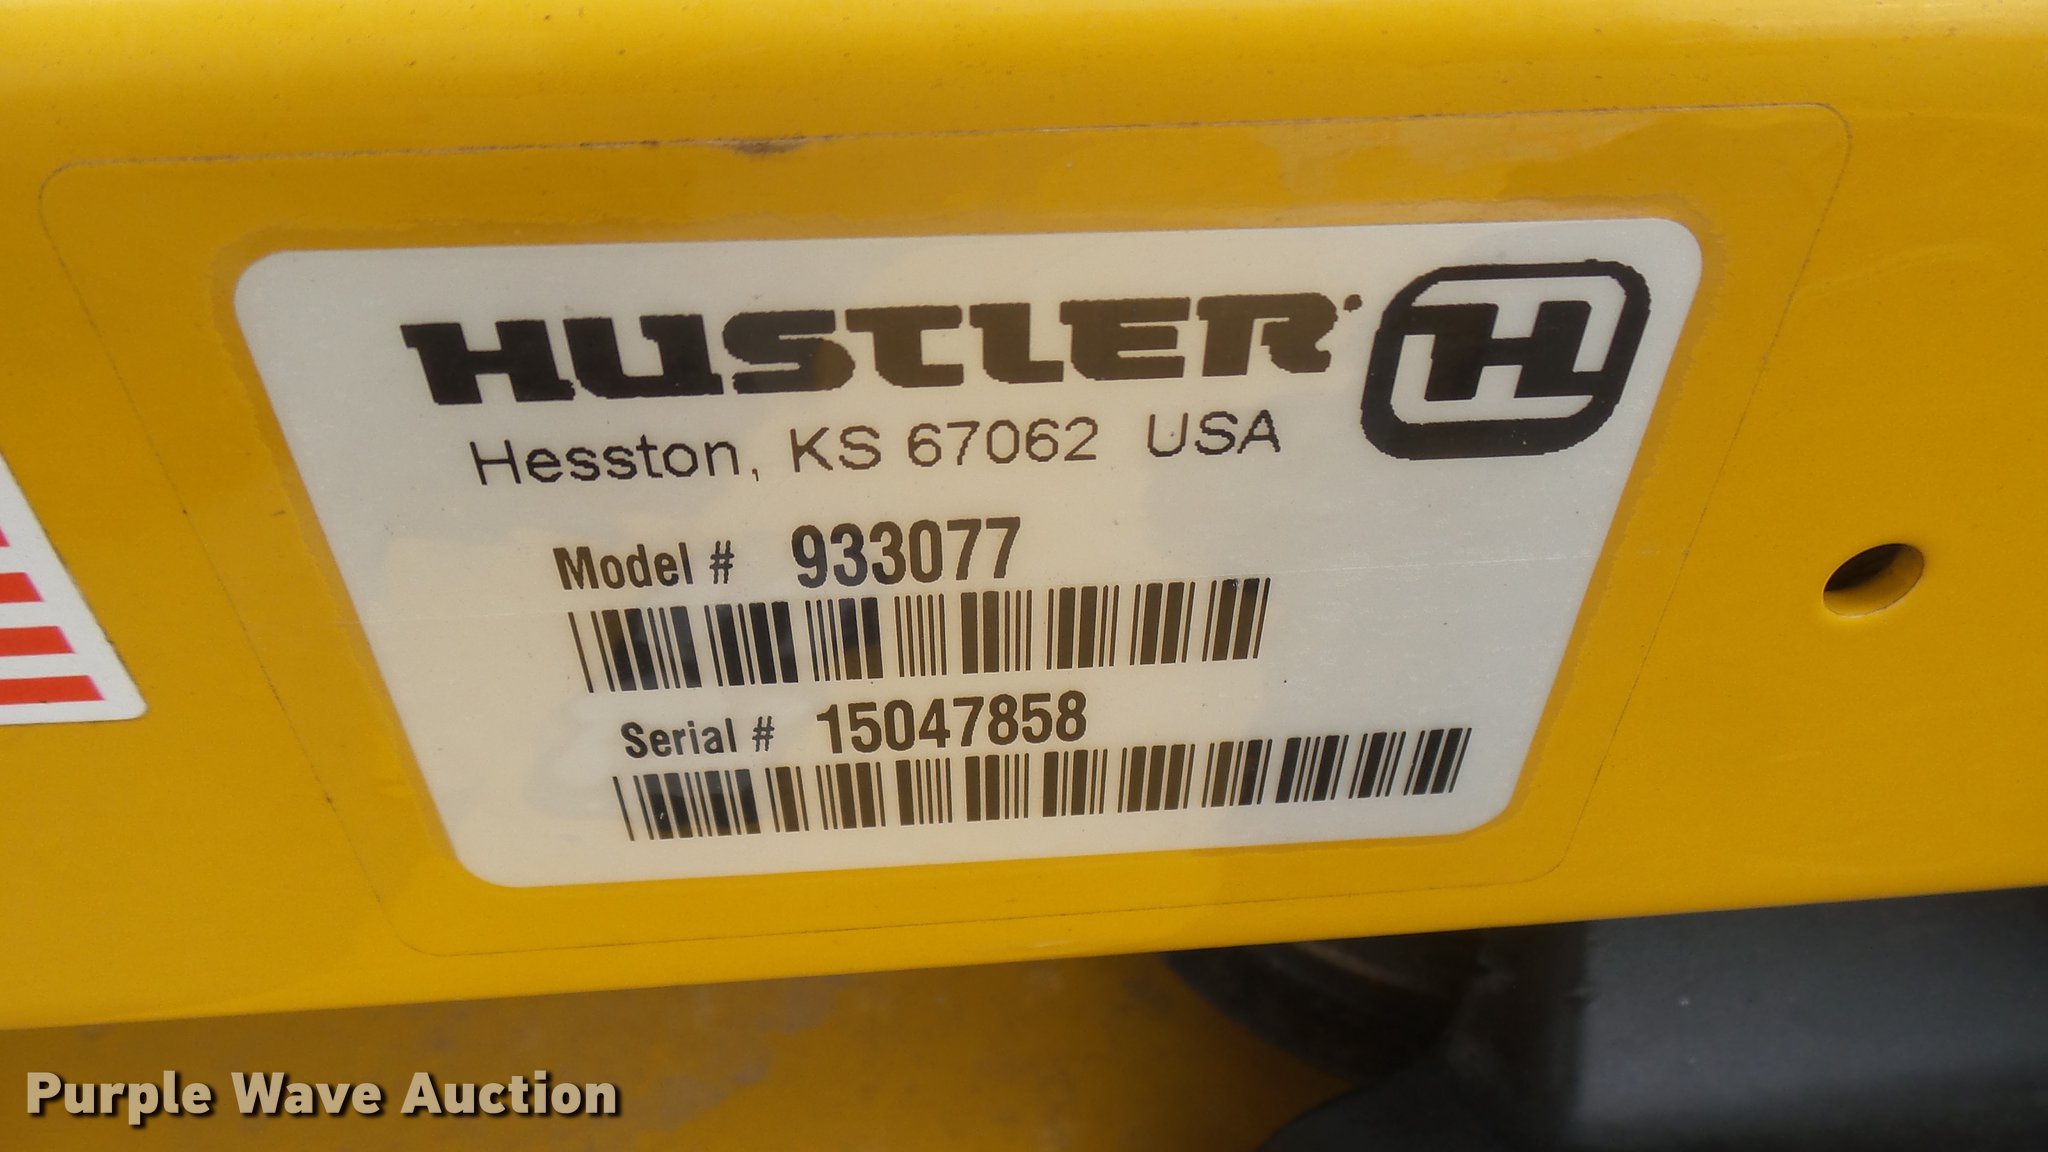 HUSTLER
H
Hesston, KS 67062 USA
Model # 933077
Serial # 15047858
Purple Wave Auction